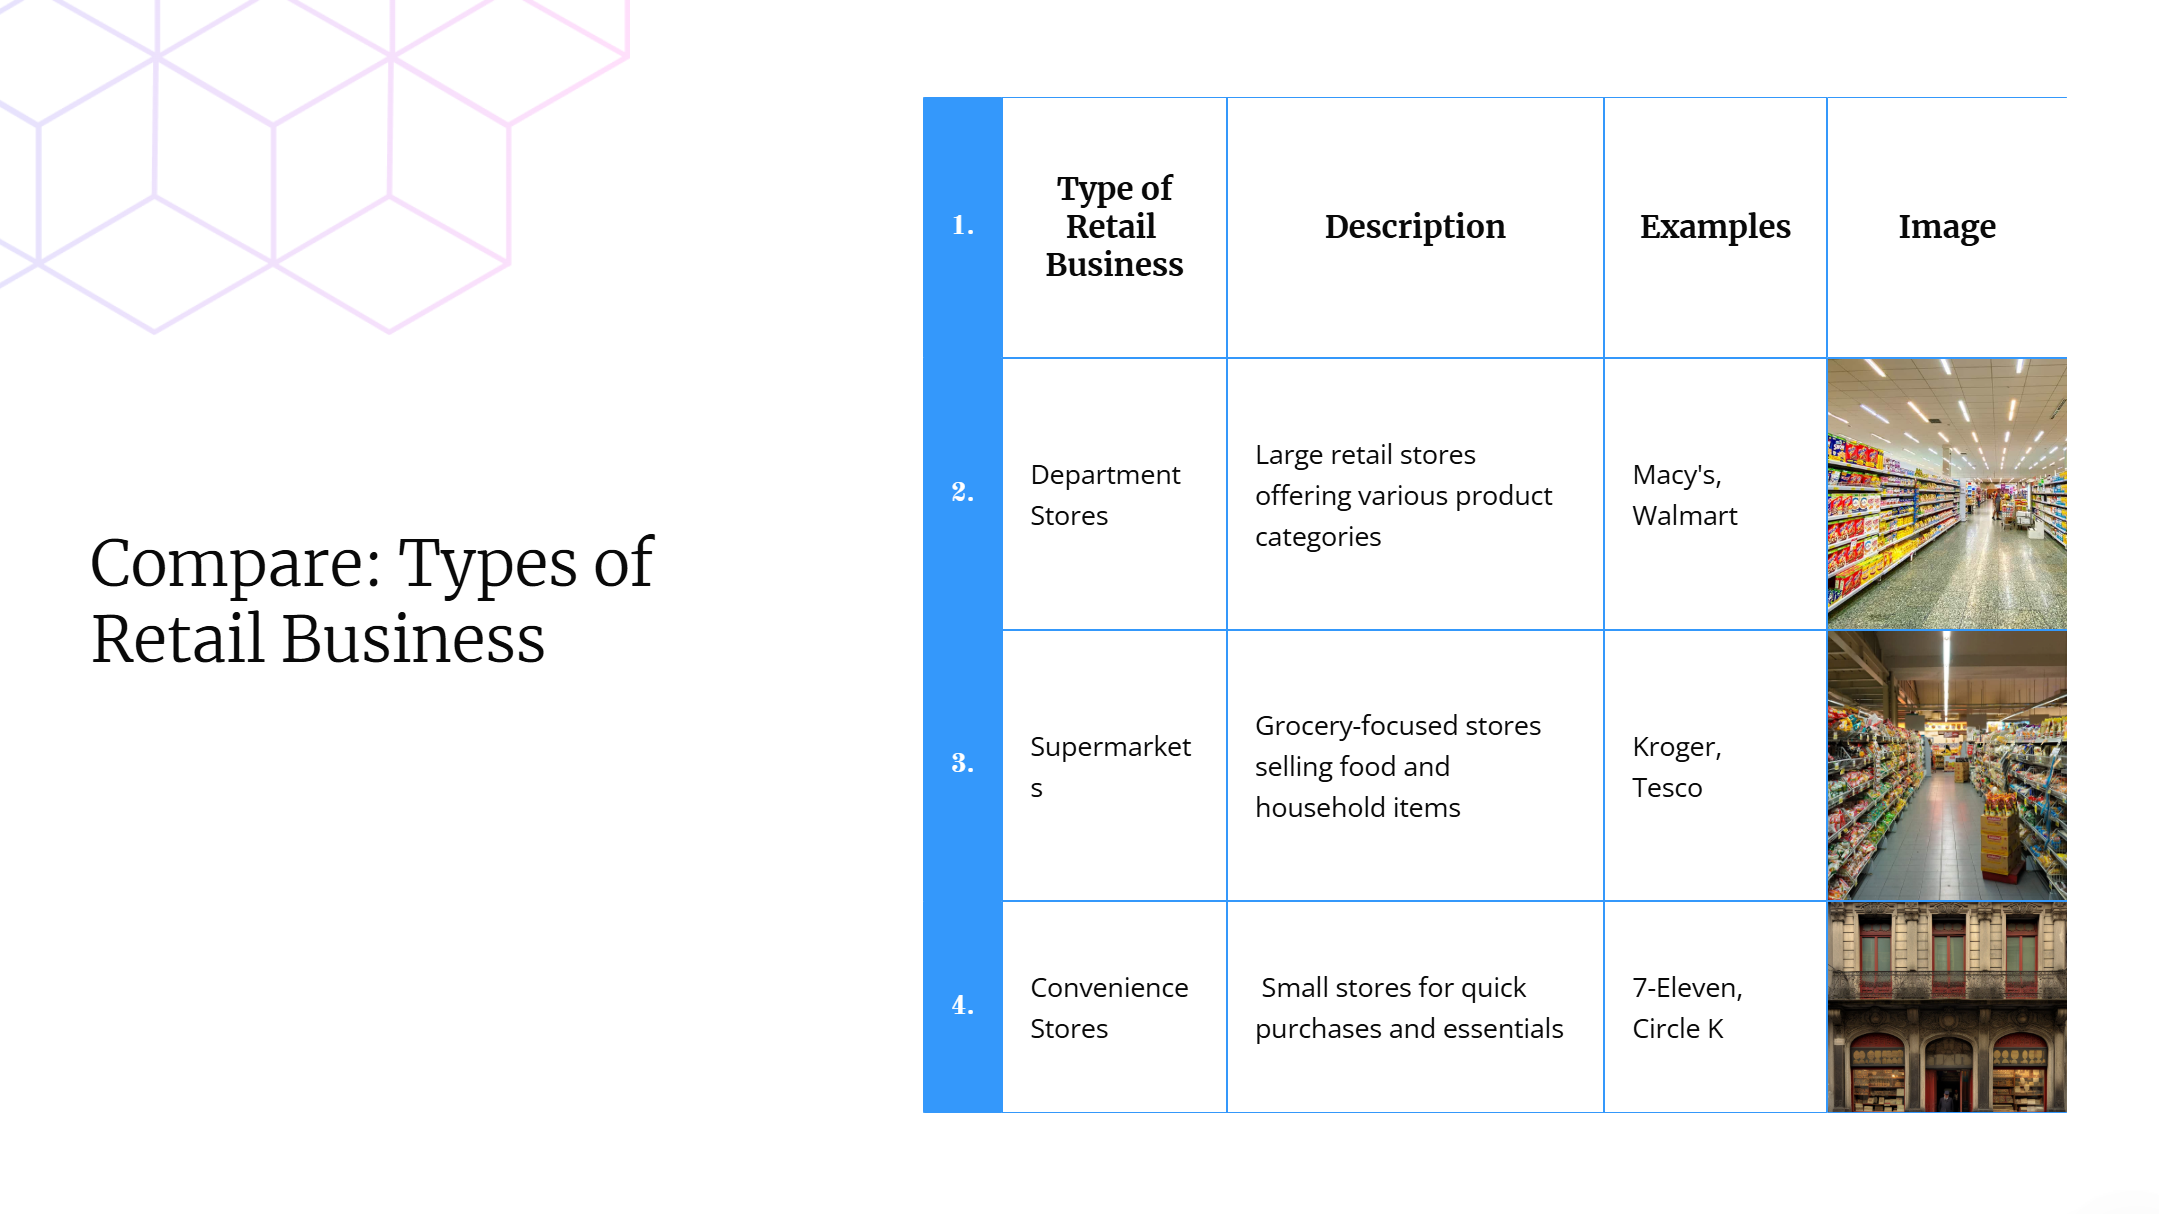 Compare: Types of
Retail Business
1.
Type of
Retail
Business
Description
Examples
Image
2.
Department
Stores
Large retail stores
offering various product
categories
Macy's,
Walmart
3.
Supermarket
s
Grocery-focused stores
selling food and
household items
Kroger,
Tesco
4.
Convenience
Stores
Small stores for quick
purchases and essentials
7-Eleven,
Circle K